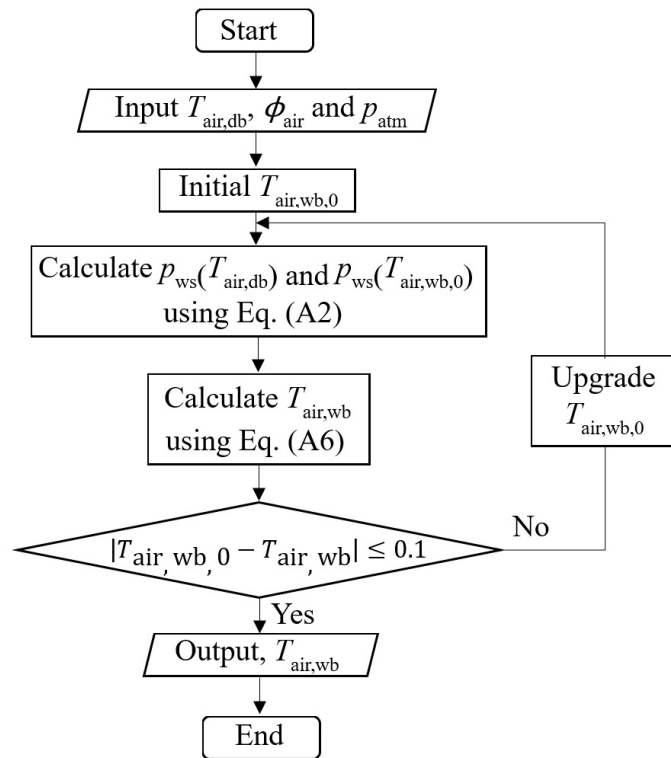 Start
Input T_air,db, ϕ_air and p_atm
Initial T_air,wb,0
Calculate p_ws(T_air,db) and p_ws(T_air,wb,0)
using Eq. (A2)
Calculate T_air,wb
using Eq. (A6)
Upgrade
T_air,wb,0
|T_air, wb, 0 − T_air, wb| ≤ 0.1
No
Yes
Output, T_air,wb
End